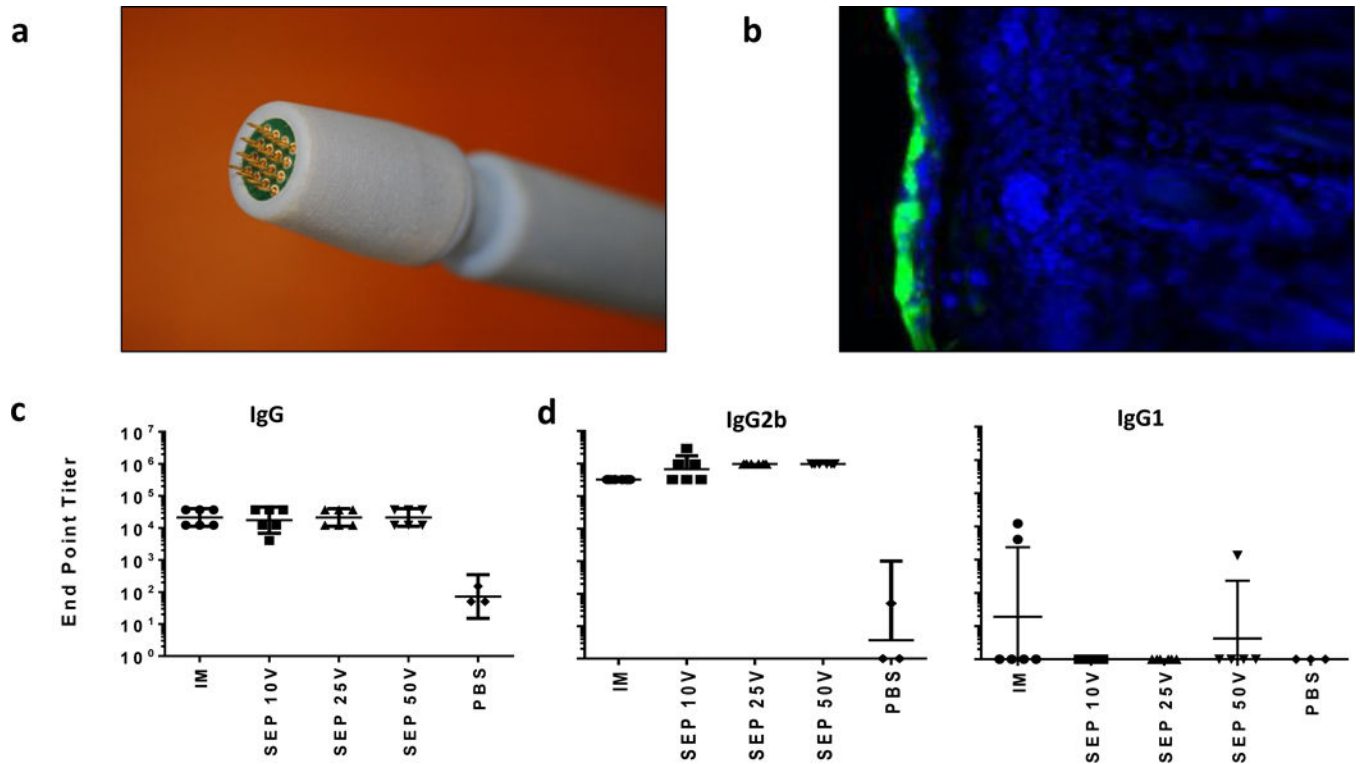 a
b
c
IgG
End Point Titer
10^7
10^6
10^5
10^4
10^3
10^2
10^1
10^0
IM
SEP 10V
SEP 25V
SEP 50V
PBS
d
IgG2b
IM
SEP 10V
SEP 25V
SEP 50V
PBS
IgG1
IM
SEP 10V
SEP 25V
SEP 50V
PBS